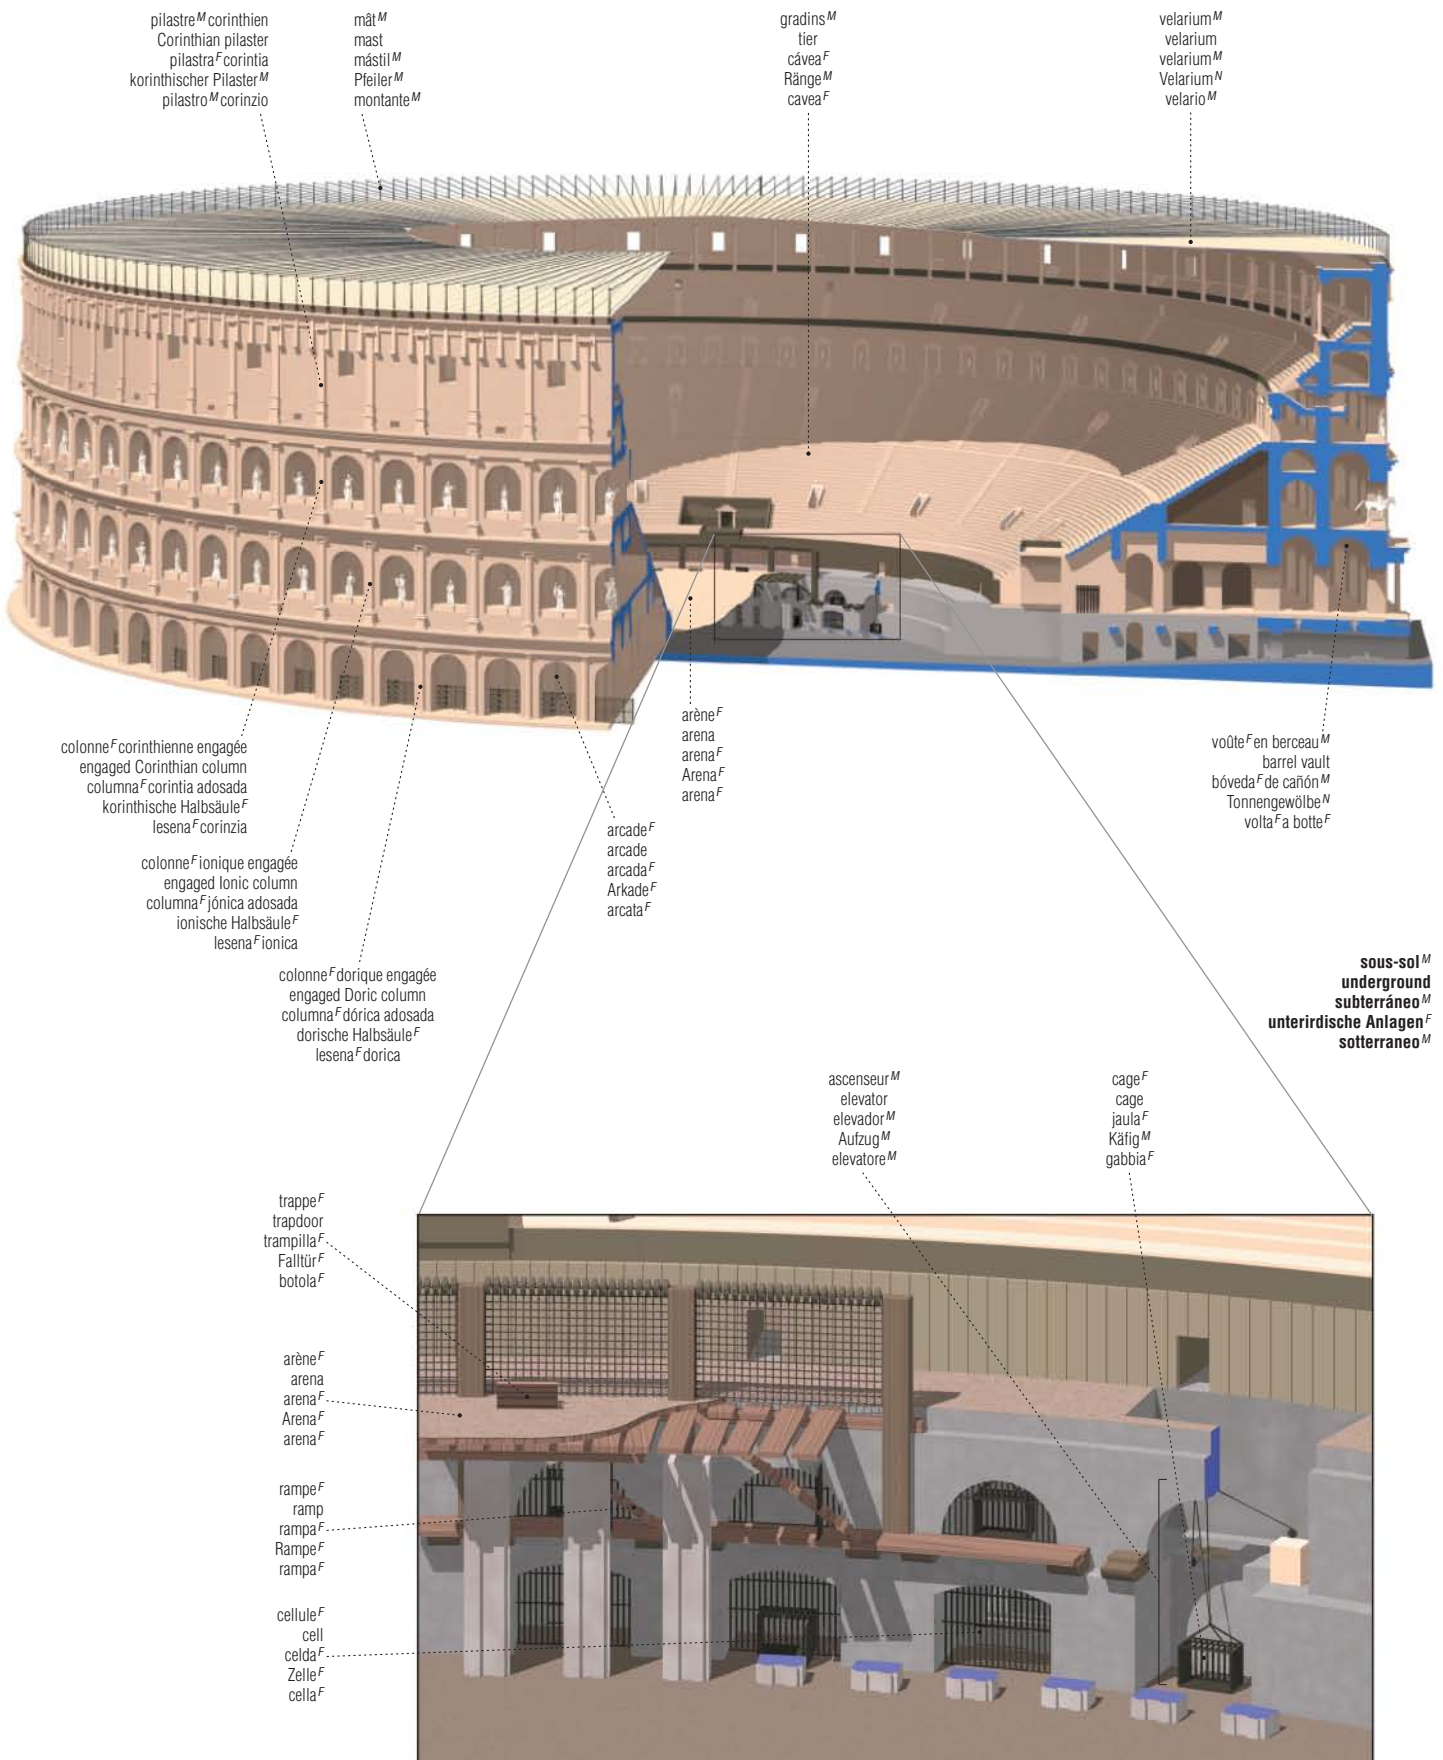 pilastre M corinthien
Corinthian pilaster
pilastra F corintia
korinthischer Pilaster M
pilastro M corinzio
mât M
mast
mástil M
Pfeiler M
montante M
gradins M
tier
cávea F
Ränge M
cavea F
velarium M
velarium
velarium M
Velarium N
velario M
colonne F corinthienne engagée
engaged Corinthian column
columna F corintia adosada
korinthische Halbsäule F
lesena F corinzia
colonne F ionique engagée
engaged Ionic column
columna F jónica adosada
ionische Halbsäule F
lesena F ionica
colonne F dorique engagée
engaged Doric column
columna F dórica adosada
dorische Halbsäule F
lesena F dorica
arcade F
arcade
arcada F
Arkade F
arcata F
arène F
arena
arena F
Arena F
arena F
voûte F en berceau M
barrel vault
bóveda F de cañón M
Tonnengewölbe N
volta F a botte F
sous-sol M
underground
subterráneo M
unterirdische Anlagen F
sotterraneo M
ascenseur M
elevator
elevador M
Aufzug M
elevatore M
cage F
cage
jaula F
Käfig M
gabbia F
trappe F
trapdoor
trampilla F
Falltür F
botola F
arène F
arena
arena F
Arena F
arena F
rampe F
ramp
rampa F
Rampe F
rampa F
cellule F
cell
celda F
Zelle F
cella F